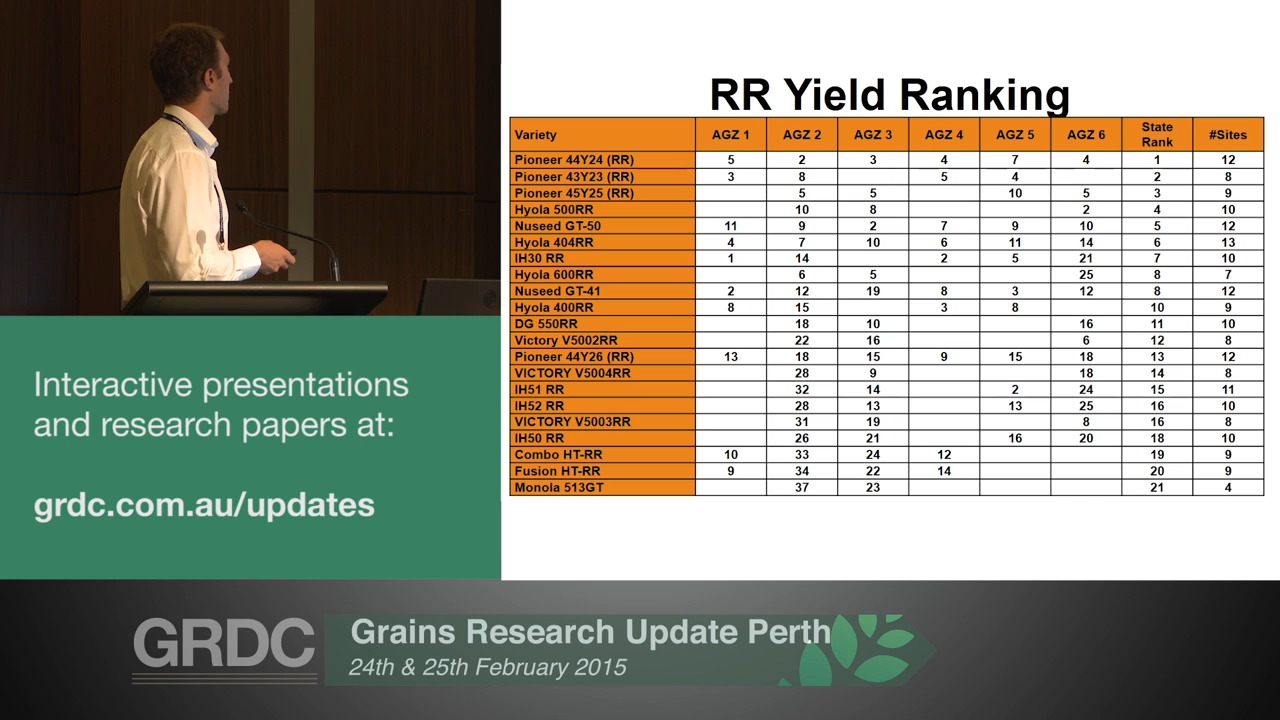 RR Yield Ranking
Variety AGZ 1 AGZ 2 AGZ 3 AGZ 4 AGZ 5 AGZ 6 State Rank #Sites
Pioneer 44Y24 (RR) 5 2 3 4 7 4 1 12
Pioneer 43Y23 (RR) 3 8 5 4 2 8
Pioneer 45Y25 (RR) 5 5 10 5 3 9
Hyola 500RR 10 8 2 4 10
Nuseed GT-50 11 9 2 7 9 10 5 12
Hyola 404RR 4 7 10 6 11 14 6 13
IH30 RR 1 14 2 5 21 7 10
Hyola 600RR 6 5 25 8 7
Nuseed GT-41 2 12 19 8 3 12 8 12
Hyola 400RR 8 15 3 8 10 9
DG 550RR 18 10 16 11 10
Victory V5002RR 22 16 6 12 8
Pioneer 44Y26 (RR) 13 18 15 9 15 18 13 12
VICTORY V5004RR 28 9 18 14 8
IH51 RR 32 14 2 24 15 11
IH52 RR 28 13 13 25 16 10
VICTORY V5003RR 31 19 8 16 8
IH50 RR 26 21 16 20 18 10
Combo HT-RR 10 33 24 12 19 9
Fusion HT-RR 9 34 22 14 20 9
Monola 513GT 37 23 21 4
Interactive presentations
and research papers at:
grdc.com.au/updates
GRDC
Grains Research Update Perth
24th & 25th February 2015